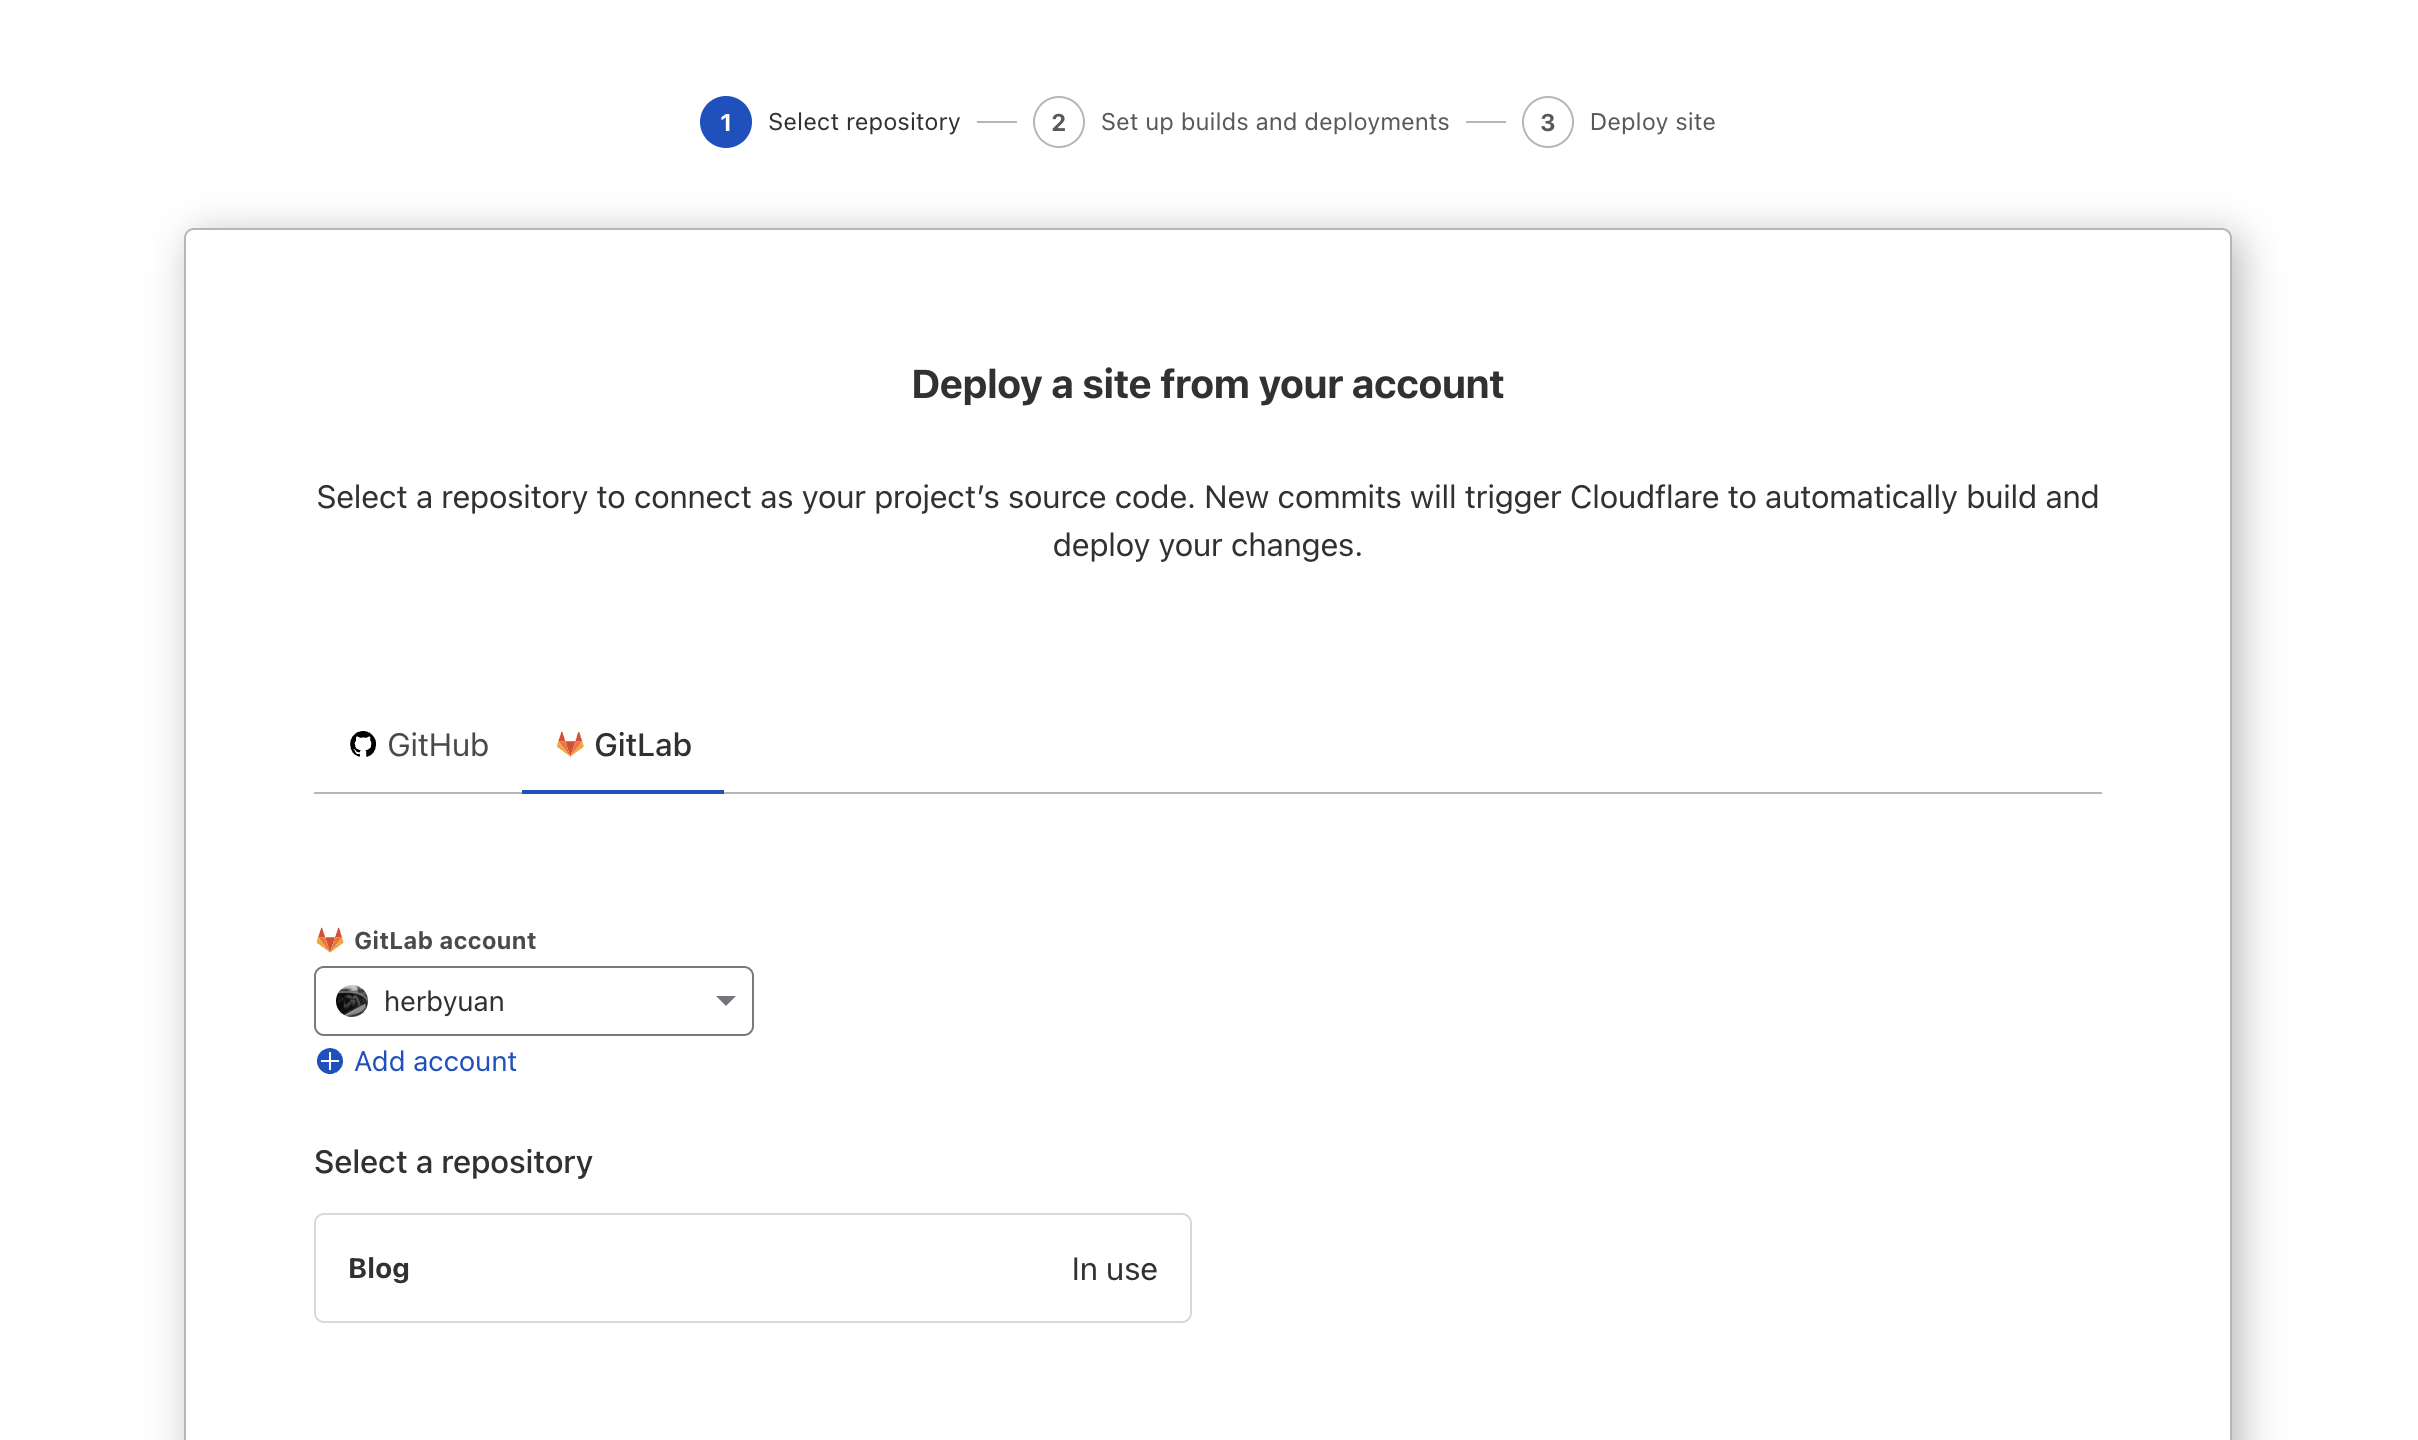 1 Select repository 2 Set up builds and deployments 3 Deploy site
Deploy a site from your account
Select a repository to connect as your project’s source code. New commits will trigger Cloudflare to automatically build and
deploy your changes.
GitHub GitLab
GitLab account
herbyuan
Add account
Select a repository
Blog In use